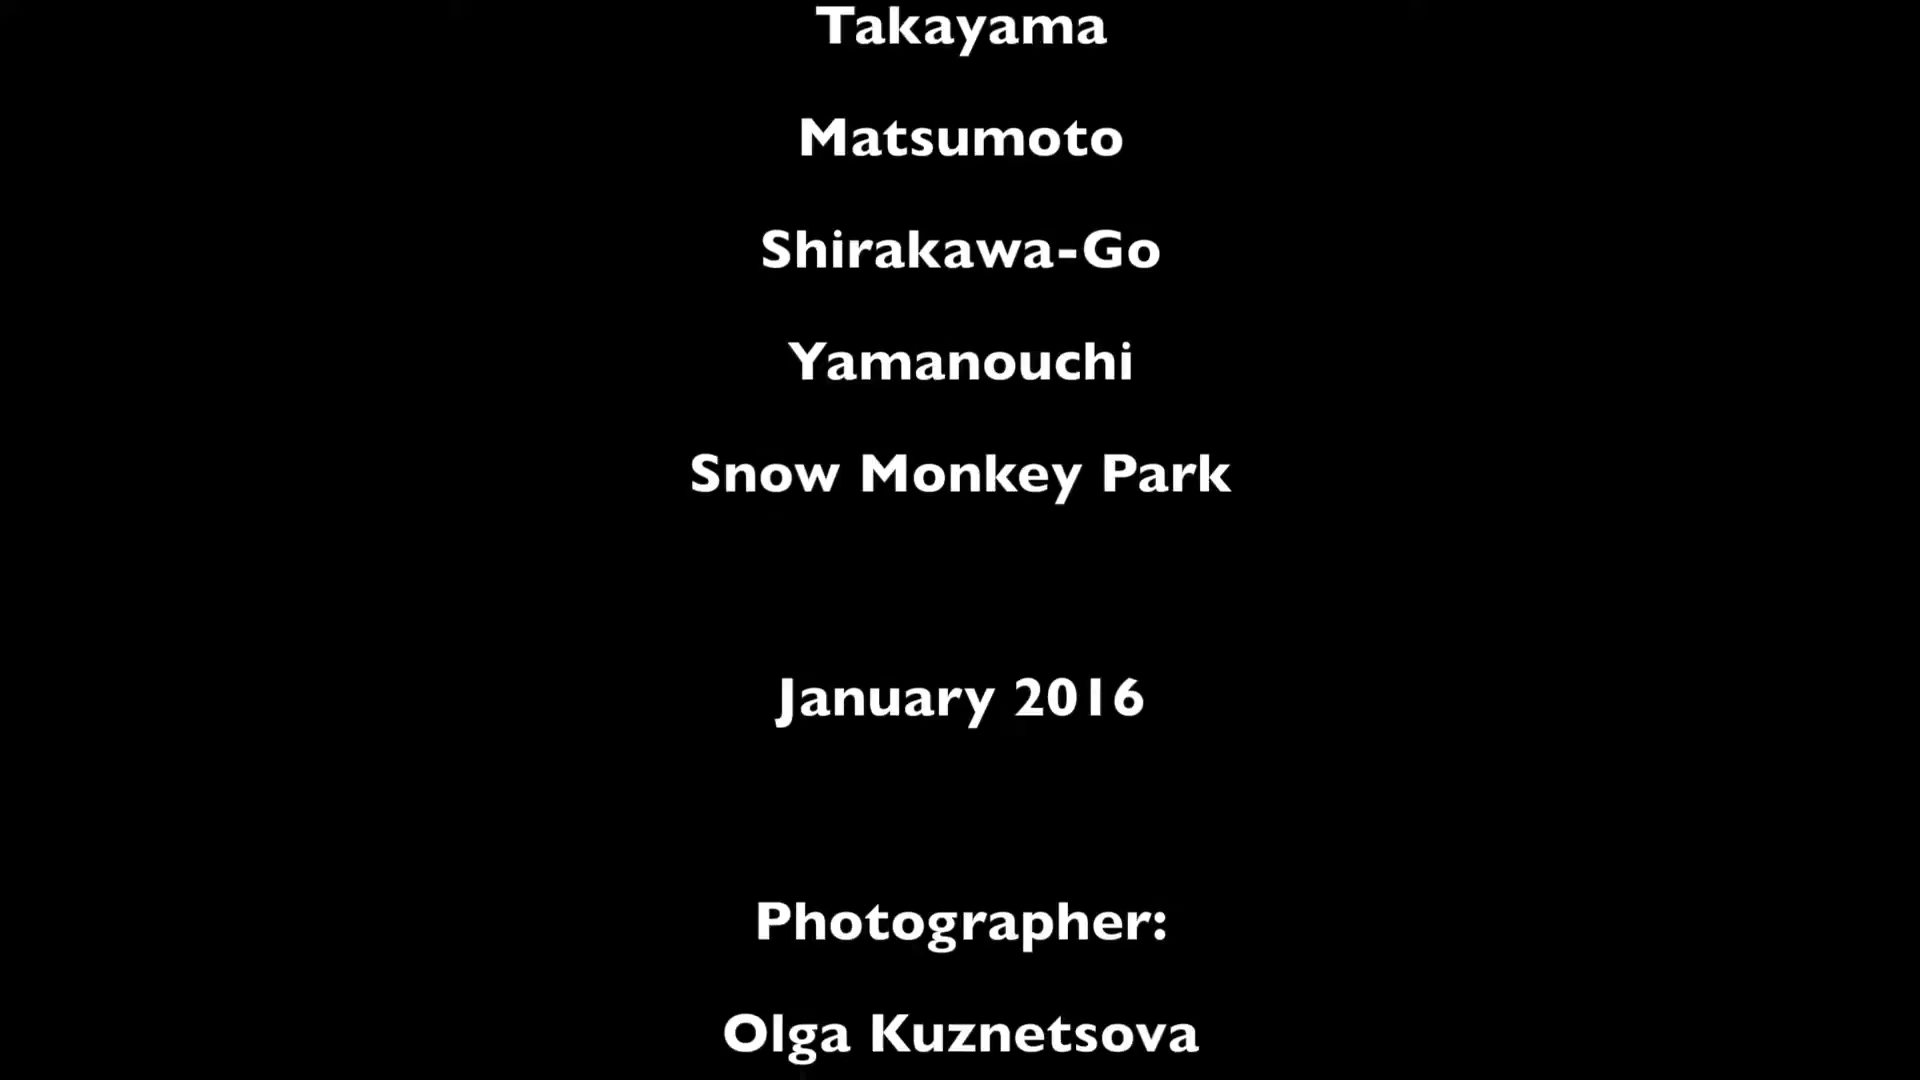 Takayama
Matsumoto
Shirakawa-Go
Yamanouchi
Snow Monkey Park
January 2016
Photographer:
Olga Kuznetsova